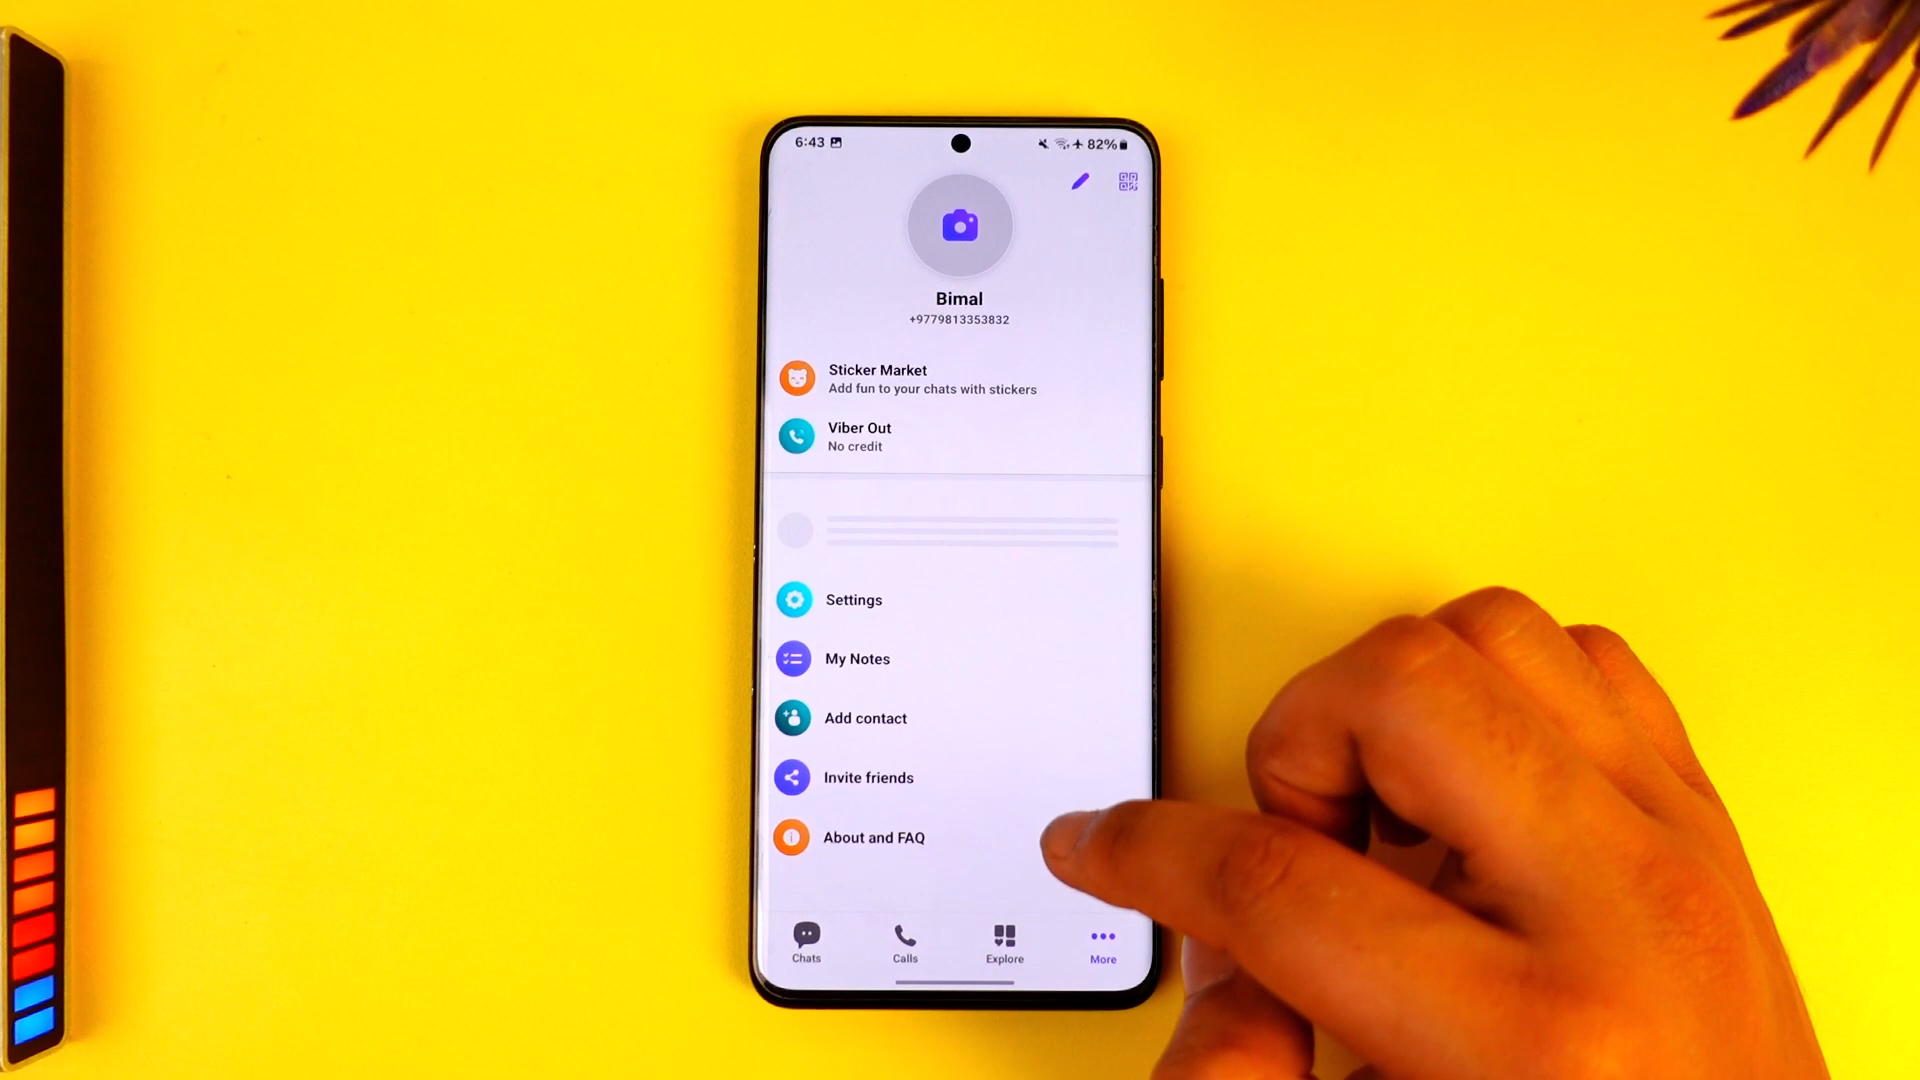 6:43
82%
Bimal
+9779813353832
Sticker Market
Add fun to your chats with stickers
Viber Out
No credit
Settings
My Notes
Add contact
Invite friends
About and FAQ
Chats
Calls
Explore
More